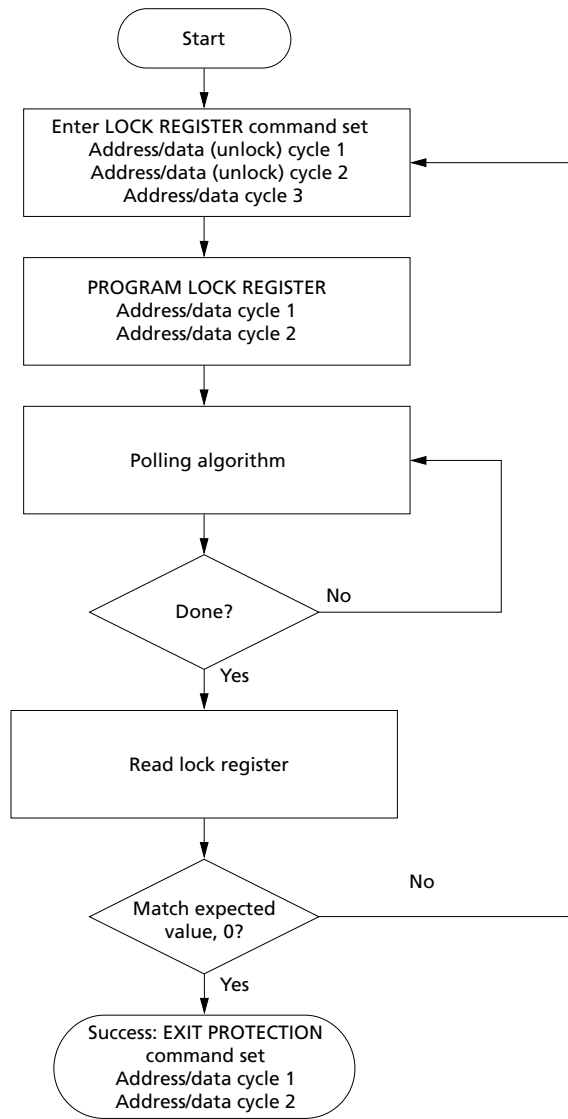 Start
Enter LOCK REGISTER command set
Address/data (unlock) cycle 1
Address/data (unlock) cycle 2
Address/data cycle 3
PROGRAM LOCK REGISTER
Address/data cycle 1
Address/data cycle 2
Polling algorithm
Done?
No
Yes
Read lock register
Match expected
value, 0?
No
Yes
Success: EXIT PROTECTION
command set
Address/data cycle 1
Address/data cycle 2